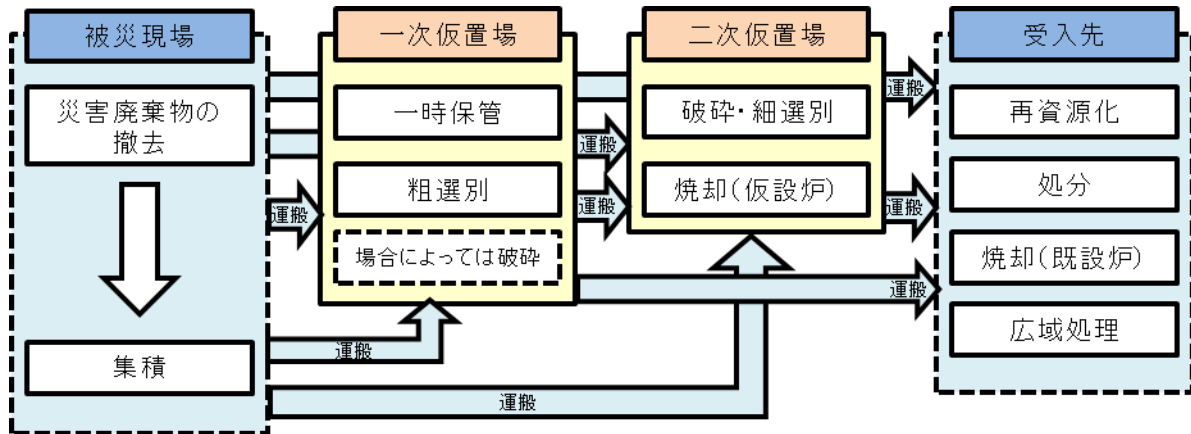 被災現場
災害廃棄物の
撤去
集積
運搬
運搬
運搬
一次仮置場
一時保管
粗選別
場合によっては破砕
運搬
運搬
運搬
二次仮置場
破砕・細選別
焼却(仮設炉)
運搬
運搬
受入先
再資源化
処分
焼却(既設炉)
広域処理